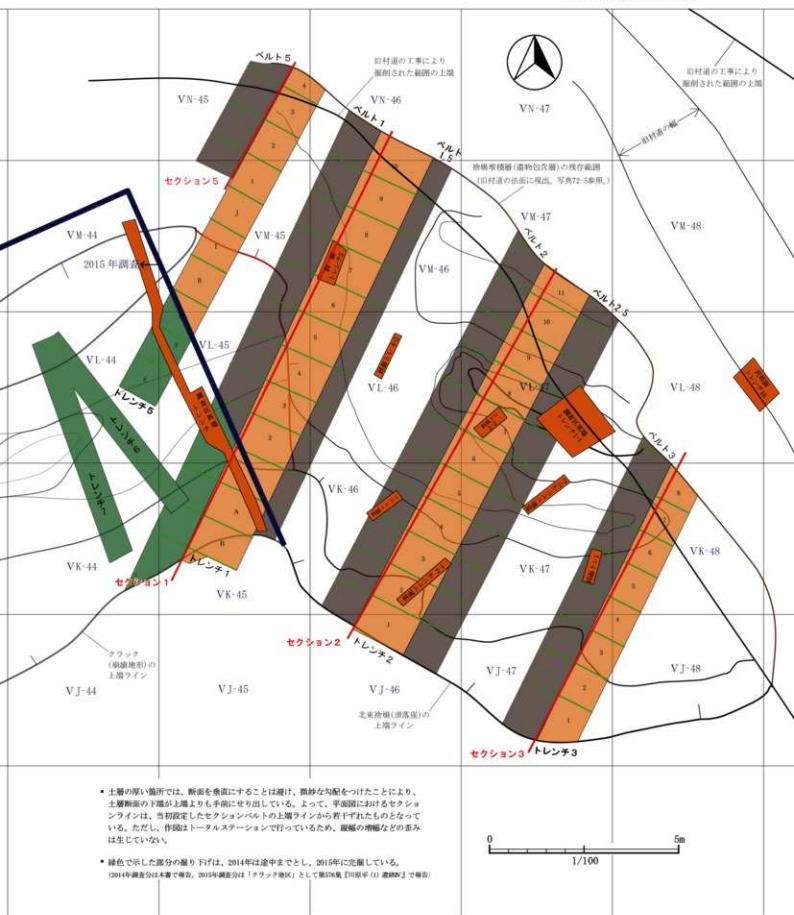 ベルト5
旧村道の工事により
掘削された範囲の上端
旧村道の工事により
掘削された範囲の上端
VN-45
VN-46
VN-47
ベルト1
ベルト
1.5
旧村道の幅
セクション5
捨場堆積層(遺物包含層)の残存範囲
(旧村道の法面に現出。写真72-5参照。)
VM-44
VM-45
VM-46
VM-47
VM-48
2015年調査
ベルト2
ベルト2.5
VL-44
VL-45
VL-46
VL-47
VL-48
トレンチ5
トレンチ6
トレンチ7
ベルト3
VK-44
VK-45
VK-46
VK-47
VK-48
セクション1
トレンチ1
セクション2
トレンチ2
クラック
(崩壊地形)の
上端ライン
VJ-44
VJ-45
VJ-46
VJ-47
VJ-48
北東捨場(滑落崖)の
上端ライン
セクション3
トレンチ3
▪ 土層の厚い箇所では、断面を垂直にすることは避け、微妙な勾配をつけたことにより、
土層断面の下端が上端よりも手前にせり出している。よって、平面図におけるセクショ
ンラインは、当初設定したセクションベルトの上端ラインから若干ずれたものとなって
いる。ただし、作図はトータルステーションで行っているため、縦幅の増幅などの歪み
は生じていない。
▪ 緑色で示した部分の掘り下げは、2014年は途中までとし、2015年に完掘している。
(2014年調査分は本書で報告、2015年調査分は「クラック地区」として第576集『川原平(1)遺跡Ⅳ』で報告)
0
5m
1/100